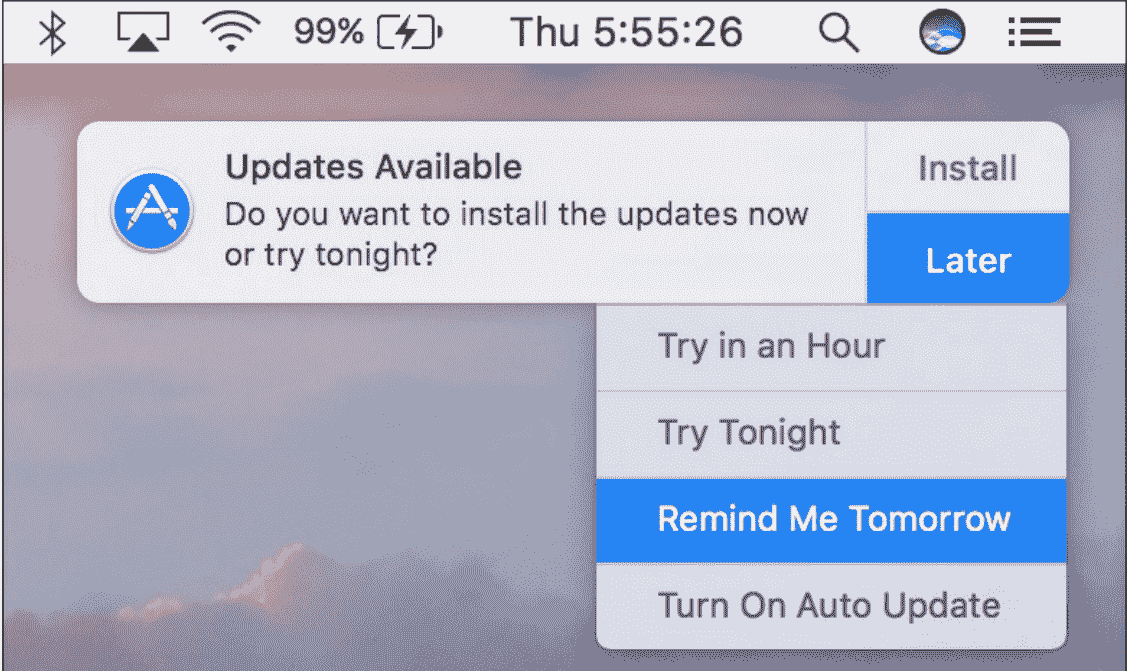 99% Thu 5:55:26
Updates Available
Do you want to install the updates now
or try tonight?
Install
Later
Try in an Hour
Try Tonight
Remind Me Tomorrow
Turn On Auto Update